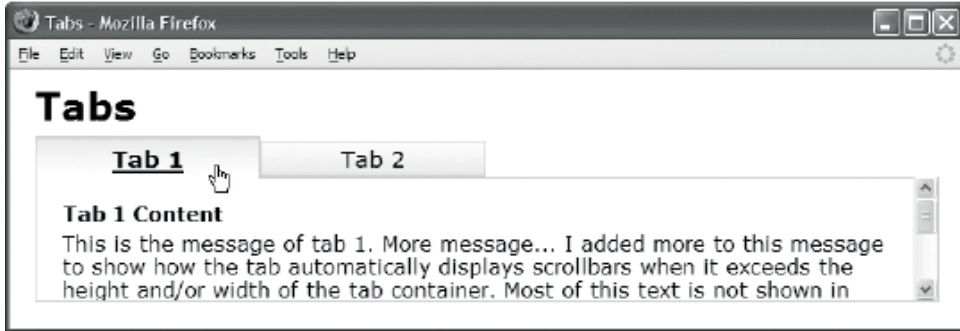 Tabs - Mozilla Firefox
File Edit View Go Bookmarks Tools Help
Tabs
Tab 1 Tab 2
Tab 1 Content
This is the message of tab 1. More message... I added more to this message
to show how the tab automatically displays scrollbars when it exceeds the
height and/or width of the tab container. Most of this text is not shown in